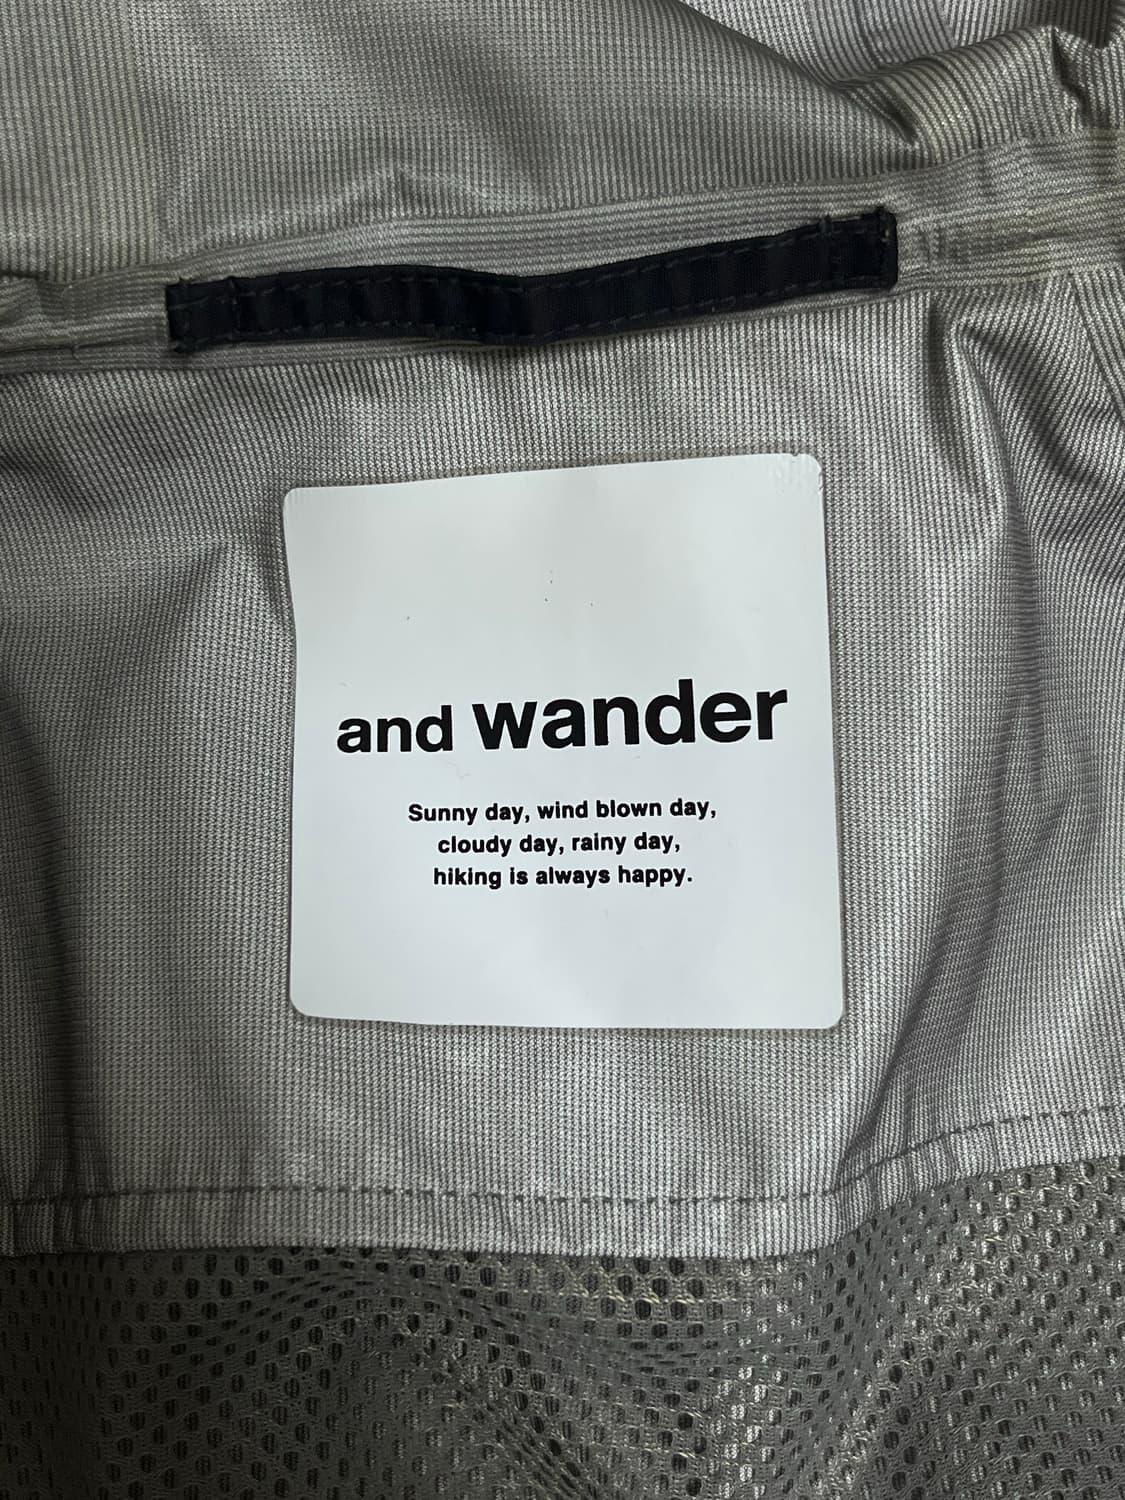 and wander
Sunny day, wind blown day,
cloudy day, rainy day,
hiking is always happy.